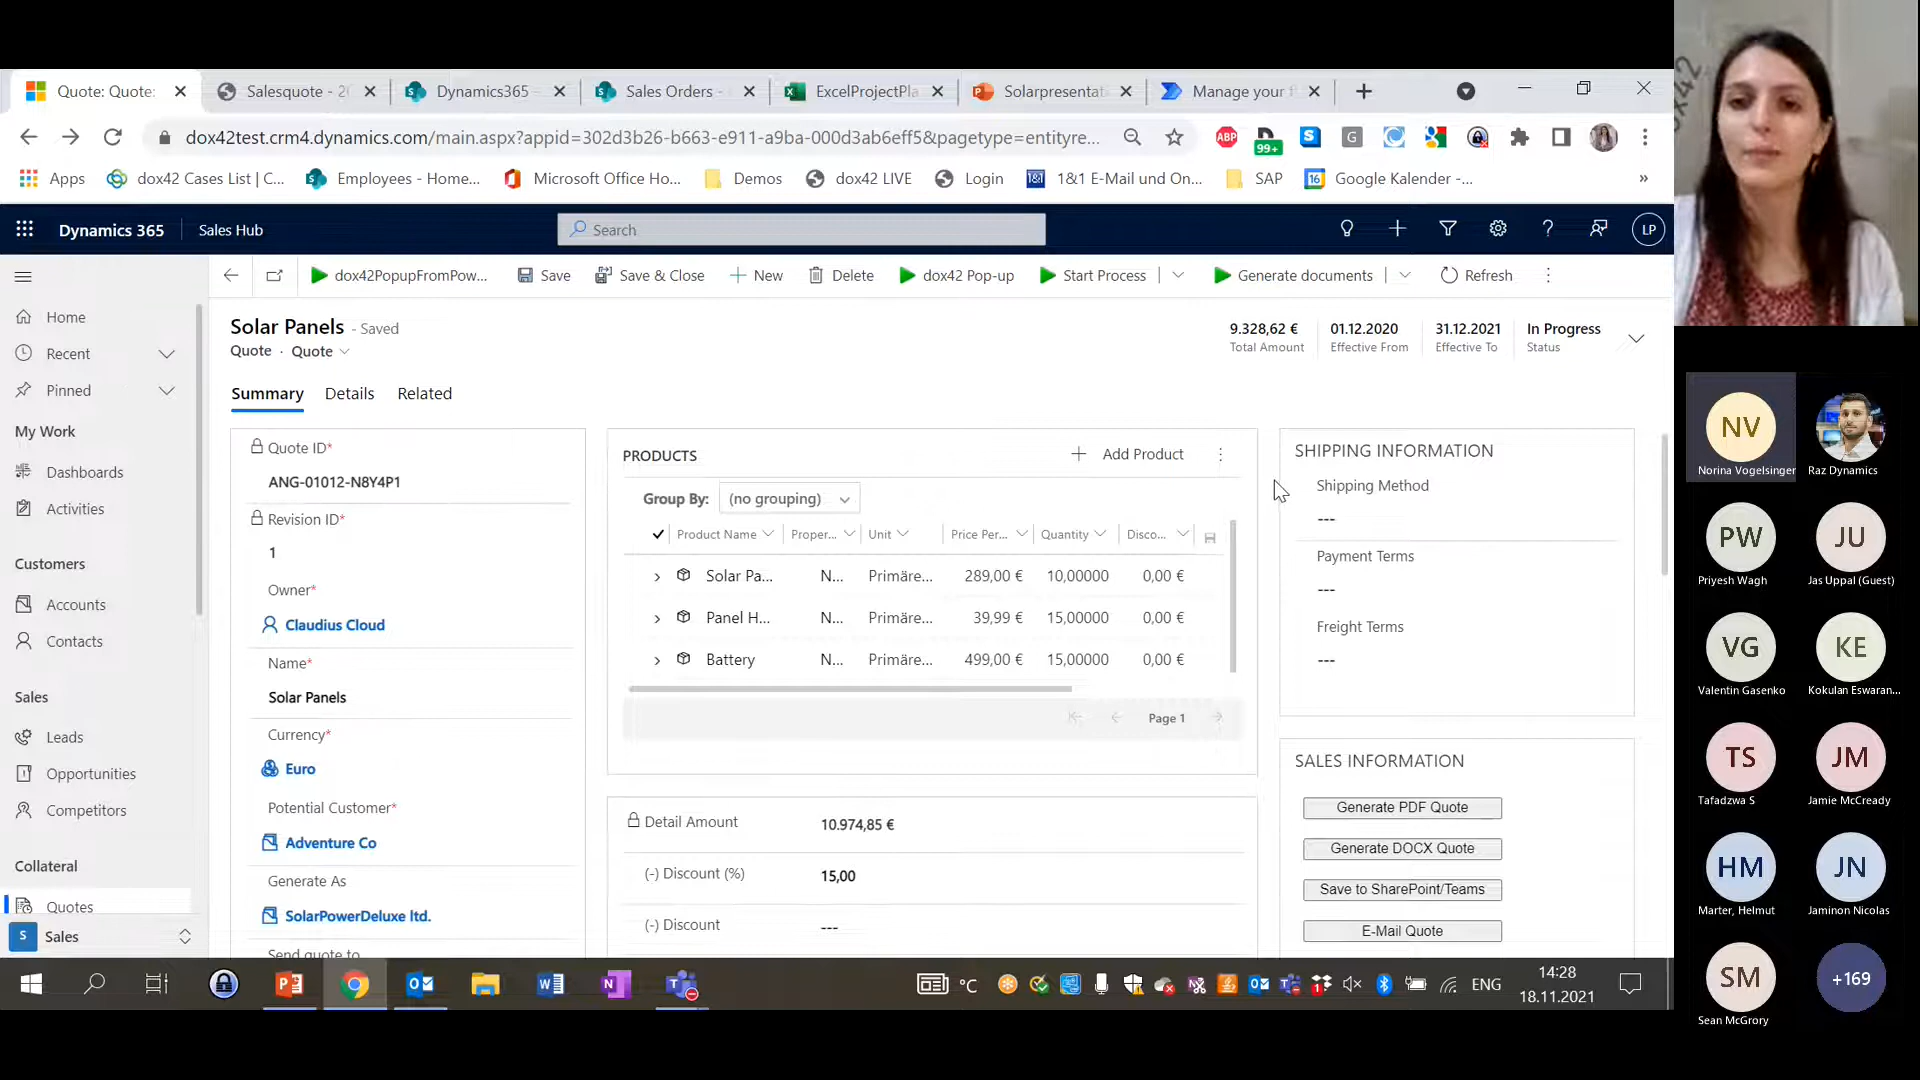 Quote: Quote:
Salesquote - 20
Dynamics365 -
Sales Orders -
ExcelProjectPla
Solarpresentat
Manage your f
dox42test.crm4.dynamics.com/main.aspx?appid=302d3b26-b663-e911-a9ba-000d3ab6eff5&pagetype=entityre...
ABP
99+
Apps
dox42 Cases List | C...
Employees - Home...
Microsoft Office Ho...
Demos
dox42 LIVE
Login
1&1 E-Mail und On...
SAP
16
Google Kalender -...
»
Dynamics 365
Sales Hub
Search
LP
dox42PopupFromPow...
Save
Save & Close
New
Delete
dox42 Pop-up
Start Process
Generate documents
Refresh
Home
Recent
Pinned
My Work
Dashboards
Activities
Customers
Accounts
Contacts
Sales
Leads
Opportunities
Competitors
Collateral
Quotes
S
Sales
Solar Panels - Saved
Quote · Quote
9.328,62 €
Total Amount
01.12.2020
Effective From
31.12.2021
Effective To
In Progress
Status
Summary
Details
Related
Quote ID*
ANG-01012-N8Y4P1
Revision ID*
1
Owner*
Claudius Cloud
Name*
Solar Panels
Currency*
Euro
Potential Customer*
Adventure Co
Generate As
SolarPowerDeluxe ltd.
Send quote to
PRODUCTS
Add Product
Group By: (no grouping)
Product Name Proper... Unit Price Per... Quantity Disco...
Solar Pa... N... Primäre... 289,00 € 10,00000 0,00 €
Panel H... N... Primäre... 39,99 € 15,00000 0,00 €
Battery N... Primäre... 499,00 € 15,00000 0,00 €
Page 1
Detail Amount 10.974,85 €
(-) Discount (%) 15,00
(-) Discount ---
SHIPPING INFORMATION
Shipping Method
---
Payment Terms
---
Freight Terms
---
SALES INFORMATION
Generate PDF Quote
Generate DOCX Quote
Save to SharePoint/Teams
E-Mail Quote
°C
ENG
14:28
18.11.2021
dox42
NV
Norina Vogelsinger
Raz Dynamics
PW
Priyesh Wagh
JU
Jas Uppal (Guest)
VG
Valentin Gasenko
KE
Kokulan Eswaran...
TS
Tafadzwa S
JM
Jamie McCready
HM
Marter, Helmut
JN
Jaminon Nicolas
SM
Sean McGrory
+169